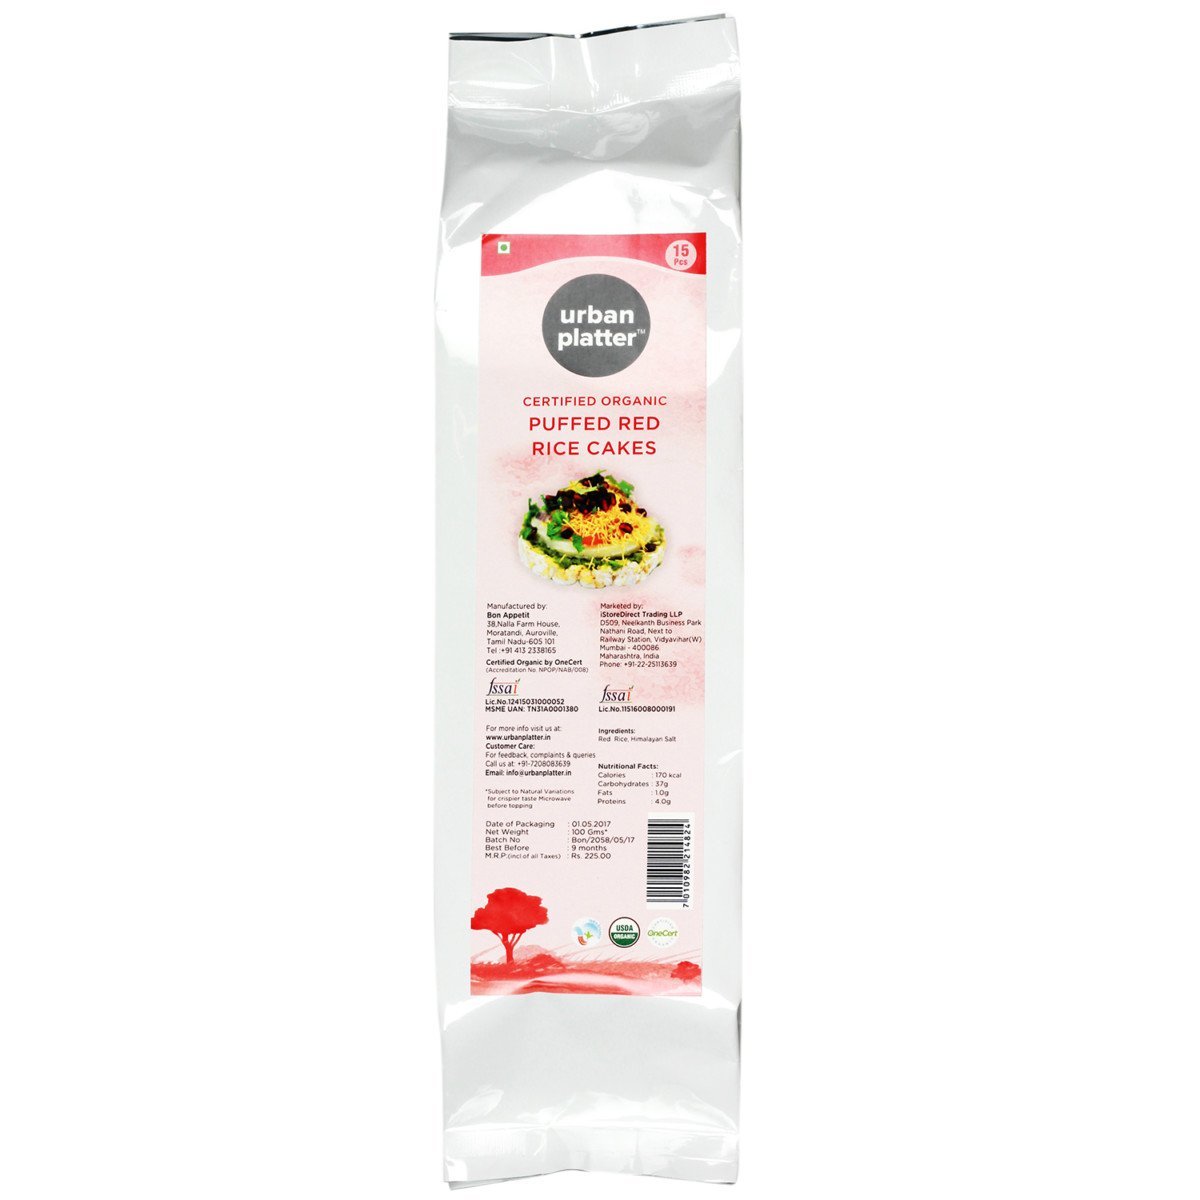 15
Pcs
urban
platter™
CERTIFIED ORGANIC
PUFFED RED
RICE CAKES
Manufactured by:
Bon Appetit
38,Nalla Farm House,
Moratandi, Auroville,
Tamil Nadu-605 101
Tel :+91 413 2338165
Certified Organic by OneCert
(Accreditation No. NPOP/NAB/008)
fssai
Lic.No.12415031000052
MSME UAN: TN31A0001380
For more info visit us at:
www.urbanplatter.in
Customer Care:
For feedback, complaints & queries
Call us at: +91-7208083639
Email: info@urbanplatter.in
*Subject to Natural Variations
for crispier taste Microwave
before topping
Marketed by:
iStoreDirect Trading LLP
D509, Neelkanth Business Park
Nathani Road, Next to
Railway Station, Vidyavihar(W)
Mumbai - 400086
Maharashtra, India
Phone: +91-22-25113639
fssai
Lic.No.11516008000191
Ingredients:
Red Rice, Himalayan Salt
Nutritional Facts:
Calories : 170 kcal
Carbohydrates : 37g
Fats : 1.0g
Proteins : 4.0g
Date of Packaging : 01.05.2017
Net Weight : 100 Gms*
Batch No : Bon/2058/05/17
Best Before : 9 months
M.R.P.(incl of all Taxes) : Rs. 225.00
7 010982 214824
USDA
ORGANIC
OneCert